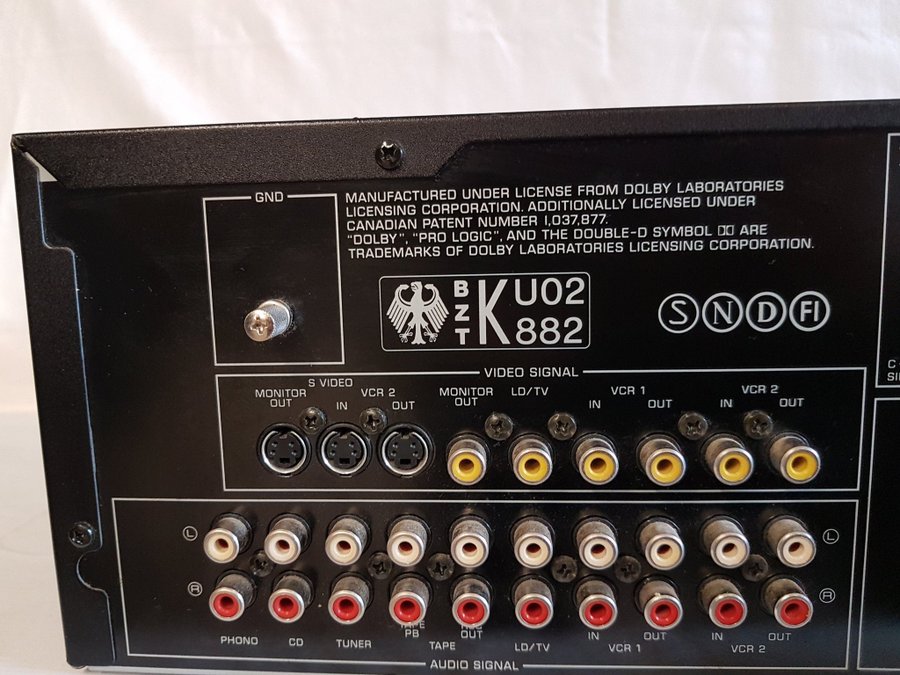 GND
MANUFACTURED UNDER LICENSE FROM DOLBY LABORATORIES
LICENSING CORPORATION. ADDITIONALLY LICENSED UNDER
CANADIAN PATENT NUMBER 1,037,877.
"DOLBY", "PRO LOGIC", AND THE DOUBLE-D SYMBOL ARE
TRADEMARKS OF DOLBY LABORATORIES LICENSING CORPORATION.
BZT K U02
882
S N D FI
VIDEO SIGNAL
S VIDEO
MONITOR OUT
VCR 2
IN
OUT
MONITOR OUT
LD/TV
VCR 1
IN
OUT
VCR 2
IN
OUT
L
L
R
R
PHONO
CD
TUNER
TAPE PB
REC OUT
TAPE
LD/TV
IN
OUT
VCR 1
IN
OUT
VCR 2
AUDIO SIGNAL